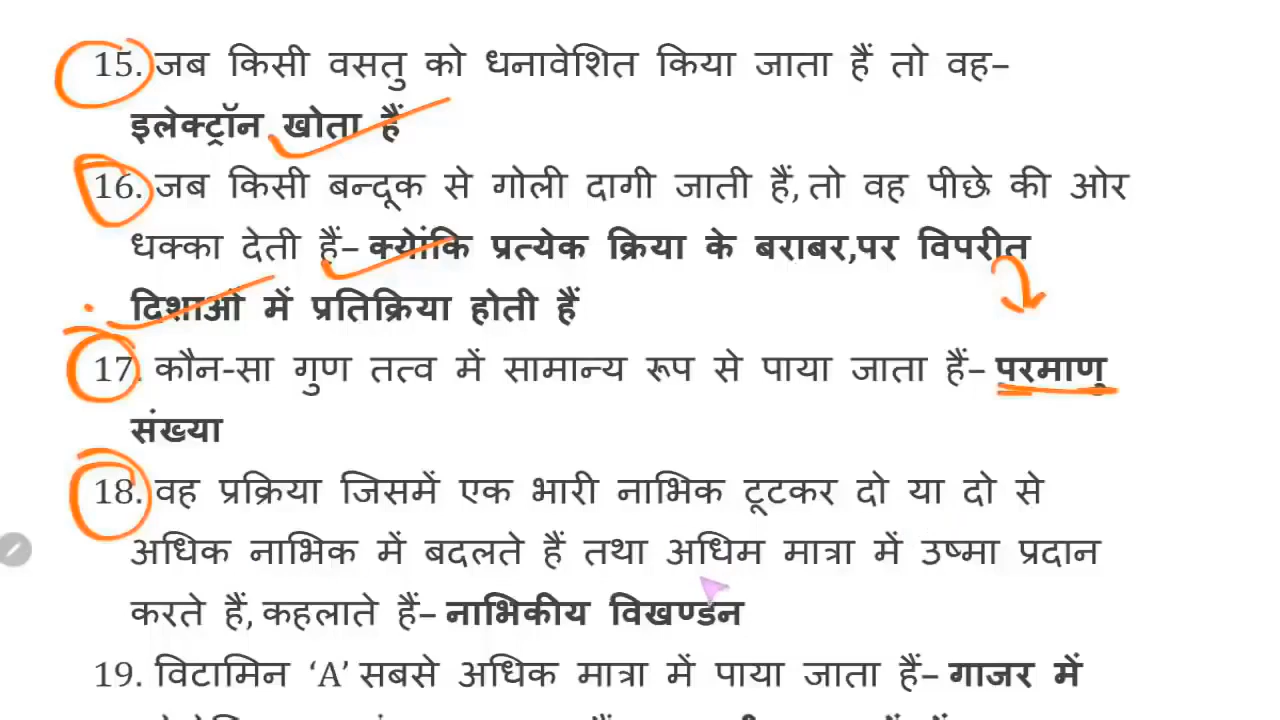 15. जब किसी वसतु को धनावेशित किया जाता हैं तो वह–
इलेक्ट्रॉन खोता हैं
16. जब किसी बन्दूक से गोली दागी जाती हैं, तो वह पीछे की ओर
धक्का देती हैं– क्योंकि प्रत्येक क्रिया के बराबर,पर विपरीत
दिशाओं में प्रतिक्रिया होती हैं
17. कौन-सा गुण तत्व में सामान्य रूप से पाया जाता हैं– परमाणु
संख्या
18. वह प्रक्रिया जिसमें एक भारी नाभिक टूटकर दो या दो से
अधिक नाभिक में बदलते हैं तथा अधिम मात्रा में उष्मा प्रदान
करते हैं, कहलाते हैं– नाभिकीय विखण्डन
19. विटामिन ‘A’ सबसे अधिक मात्रा में पाया जाता हैं– गाजर में